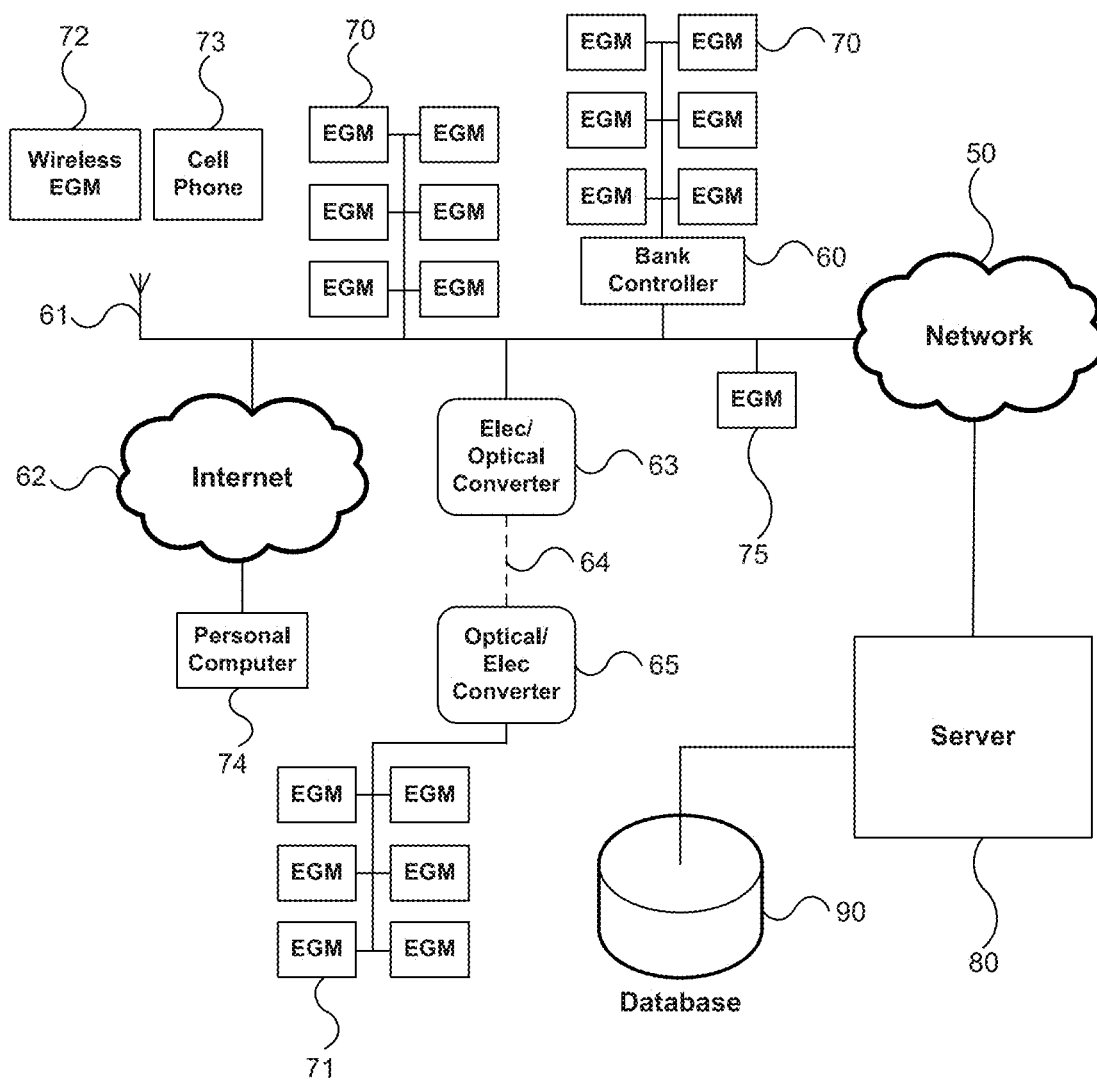 72
73
70
70
EGM
EGM
EGM
EGM
Wireless
EGM
Cell
Phone
EGM
EGM
50
EGM
EGM
EGM
EGM
Bank
Controller
60
EGM
EGM
61
Network
EGM
Elec/
Optical
Converter
63
62
Internet
75
64
Personal
Computer
Optical/
Elec
Converter
65
74
Server
EGM
EGM
EGM
EGM
90
EGM
EGM
80
Database
71